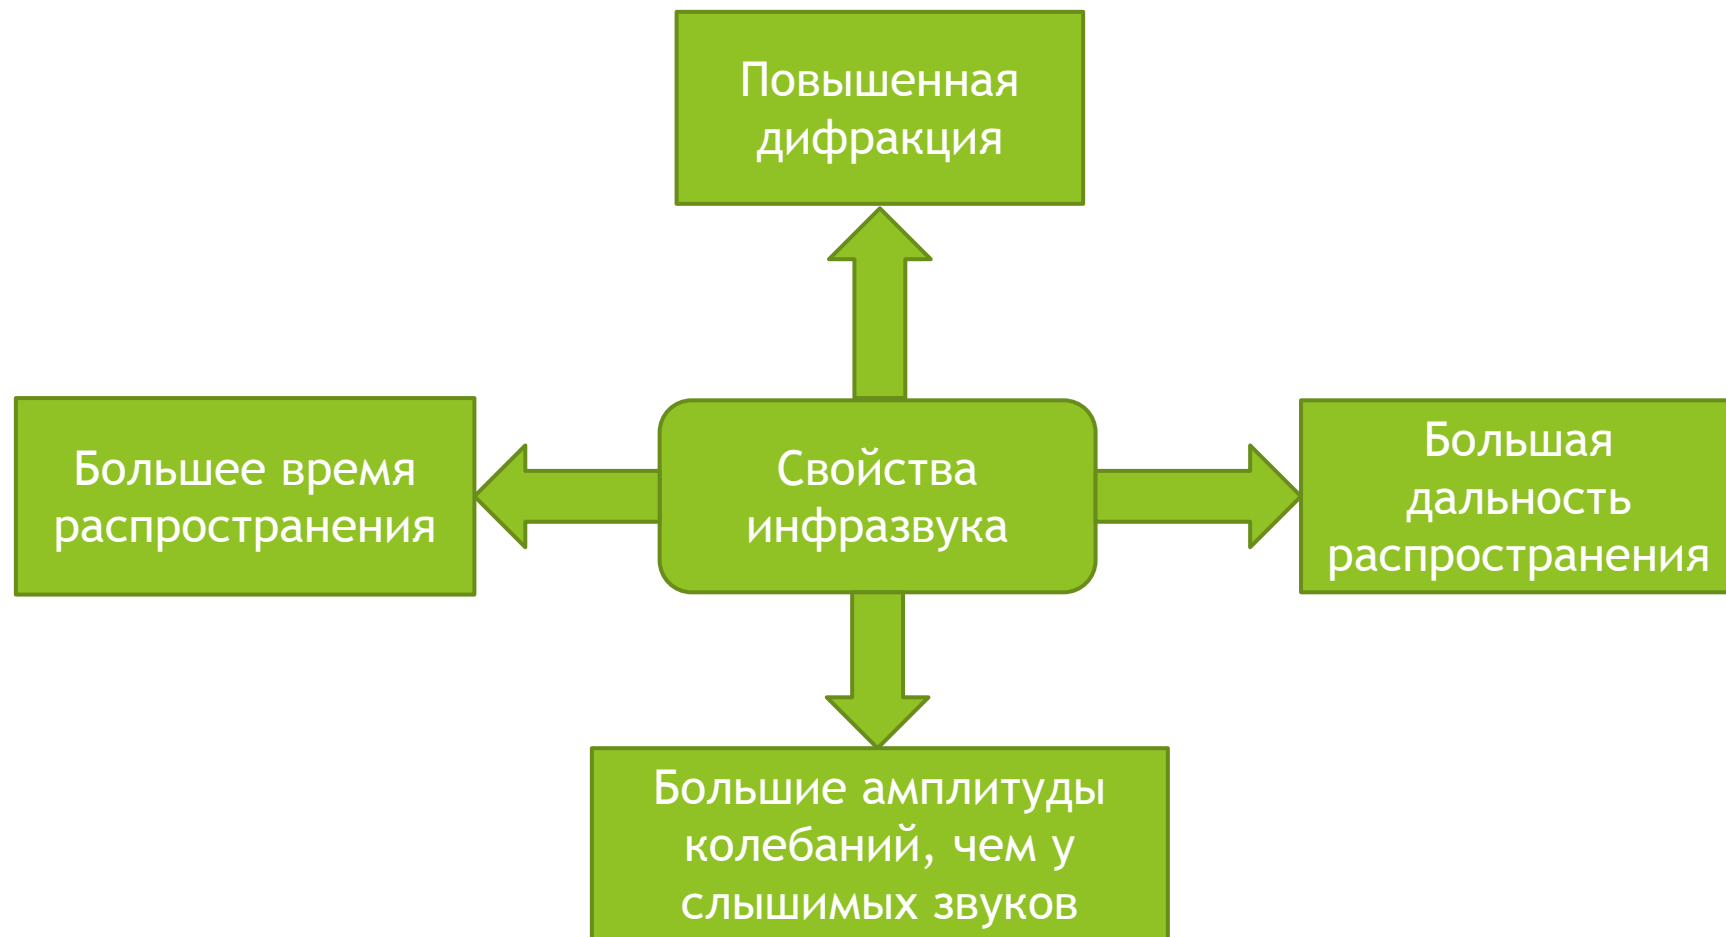 Повышенная
дифракция
Большее время
распространения
Свойства
инфразвука
Большая
дальность
распространения
Большие амплитуды
колебаний, чем у
слышимых звуков